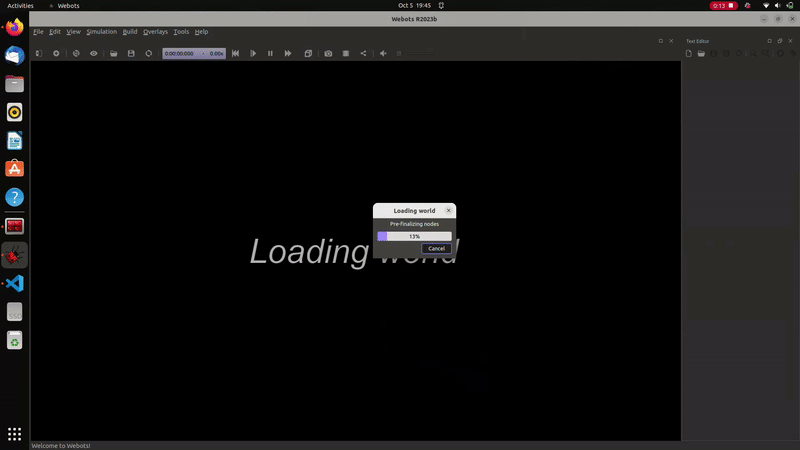 Activities
Webots
Oct 5 19:45
0:13
Webots R2023b
File Edit View Simulation Build Overlays Tools Help
0:00:00:000 - 0.00x
Text Editor
Loading world
Pre-finalizing nodes
13%
Cancel
Loading world
Welcome to Webots!